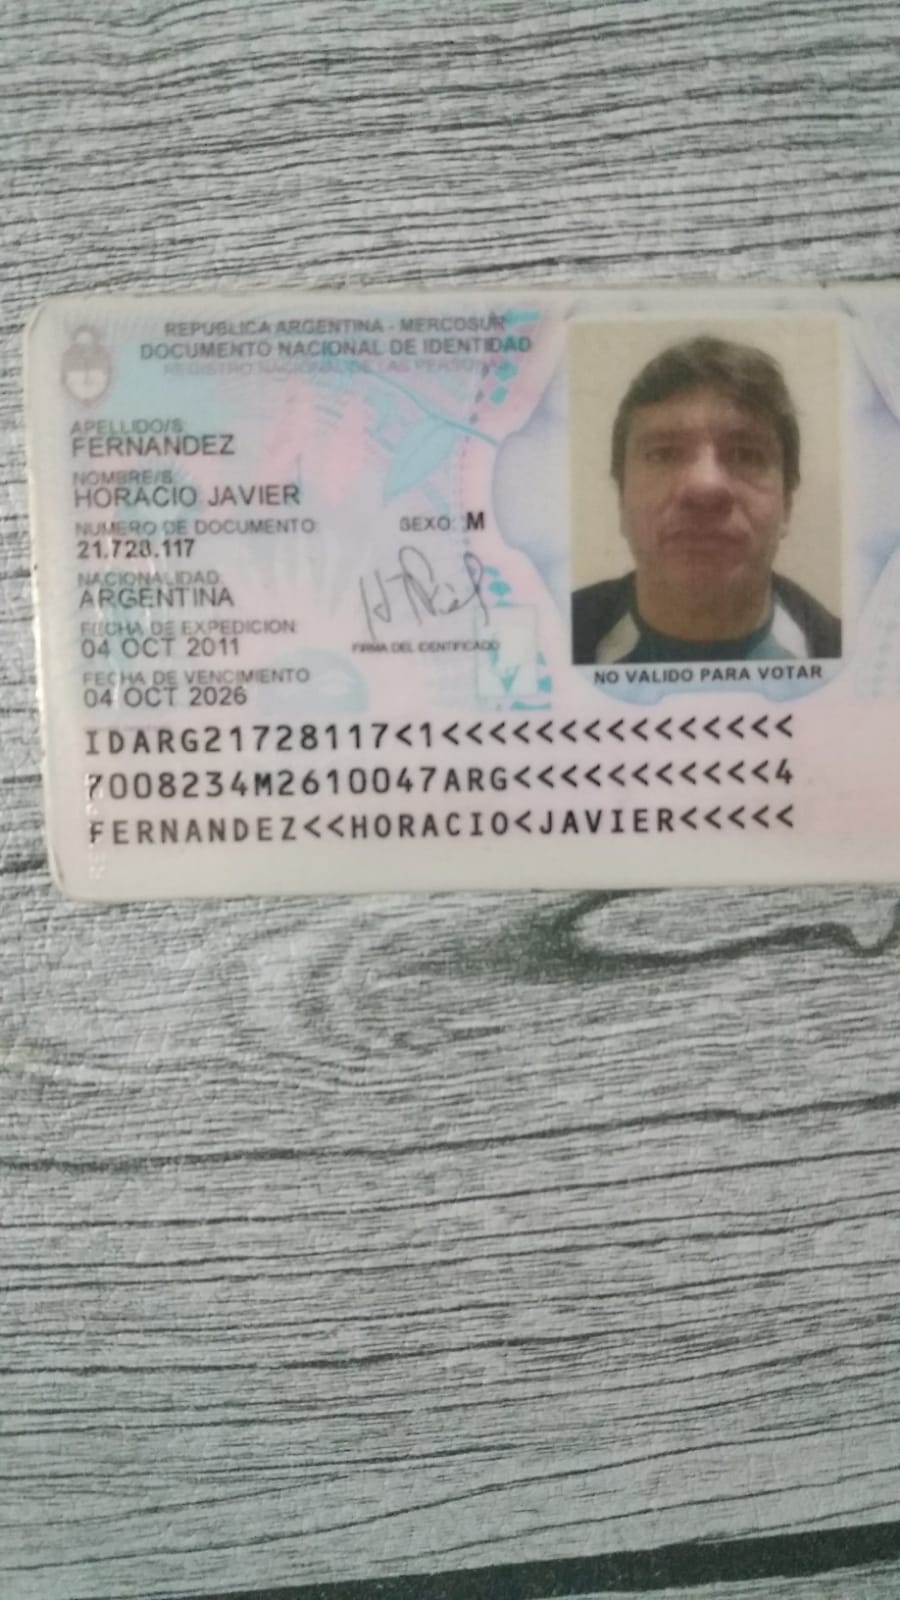 REPUBLICA ARGENTINA - MERCOSUR
DOCUMENTO NACIONAL DE IDENTIDAD
REGISTRO NACIONAL DE LAS PERSONAS
APELLIDO/S:
FERNANDEZ
NOMBRE/S:
HORACIO JAVIER
NUMERO DE DOCUMENTO: SEXO: M
21.728.117
NACIONALIDAD:
ARGENTINA
FECHA DE EXPEDICION:
04 OCT 2011
FIRMA DEL IDENTIFICADO
FECHA DE VENCIMIENTO
04 OCT 2026
NO VALIDO PARA VOTAR
IDARG21728117<1<<<<<<<<<<<<<<<
7008234M2610047ARG<<<<<<<<<<<4
FERNANDEZ<<HORACIO<JAVIER<<<<<